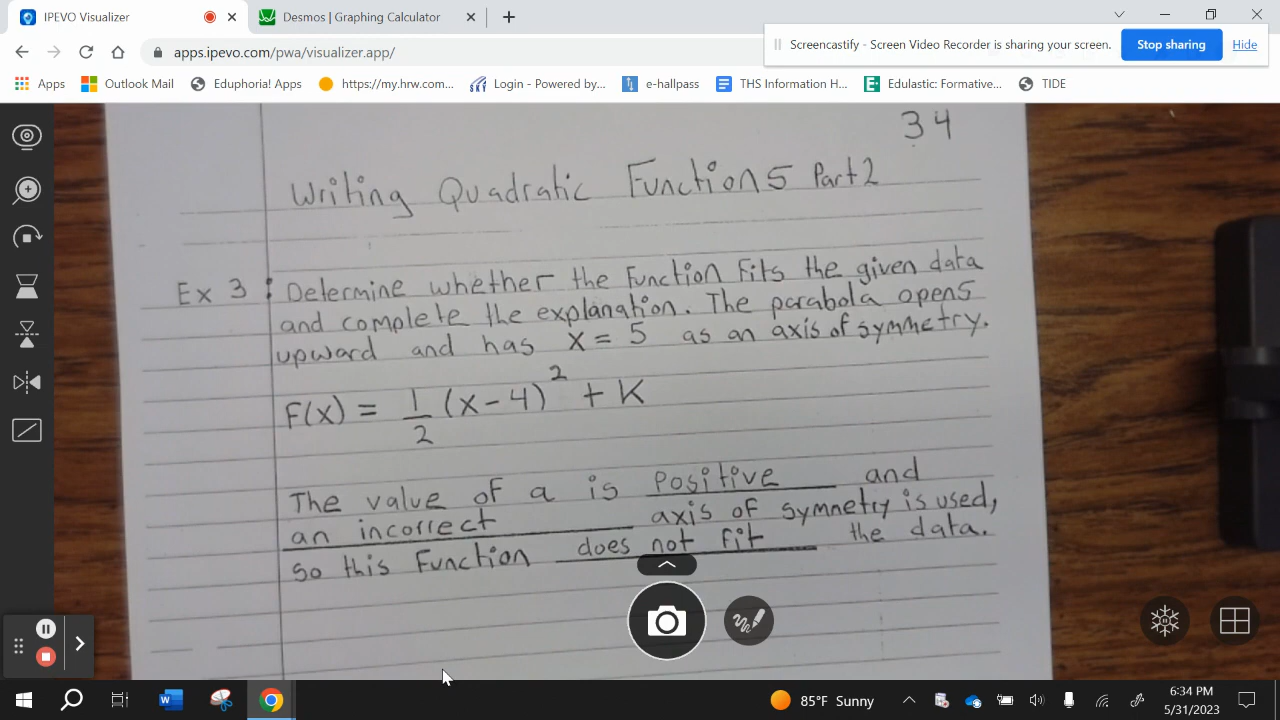 IPEVO Visualizer
Desmos | Graphing Calculator
apps.ipevo.com/pwa/visualizer.app/
Screencastify - Screen Video Recorder is sharing your screen.
Stop sharing
Hide
Apps
Outlook Mail
Eduphoria! Apps
https://my.hrw.com...
Login - Powered by...
e-hallpass
THS Information H...
Edulastic: Formative...
TIDE
34
Writing Quadratic Functions Part 2
Ex 3: Determine whether the function fits the given data
and complete the explanation. The parabola opens
upward and has x = 5 as an axis of symmetry.
F(x) = 1/2 (x-4)² + K
The value of a is positive and
an incorrect axis of symnetry is used,
so this Function does not fit the data.
85°F Sunny
6:34 PM
5/31/2023